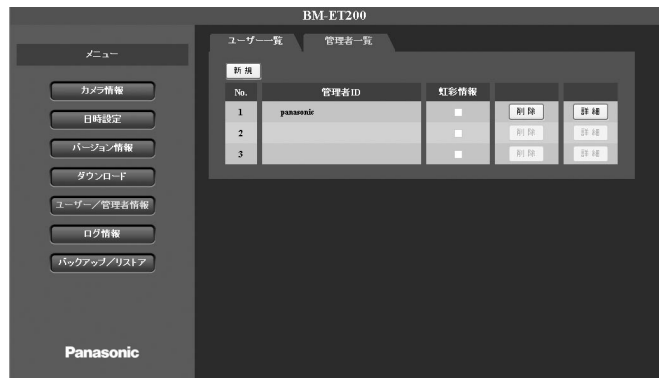 BM-ET200
メニュー
カメラ情報
日時設定
バージョン情報
ダウンロード
ユーザー／管理者情報
ログ情報
バックアップ／リストア
Panasonic
ユーザー一覧 管理者一覧
新規
No. 管理者ID 虹彩情報
1 panasonic 削除 詳細
2 削除 詳細
3 削除 詳細